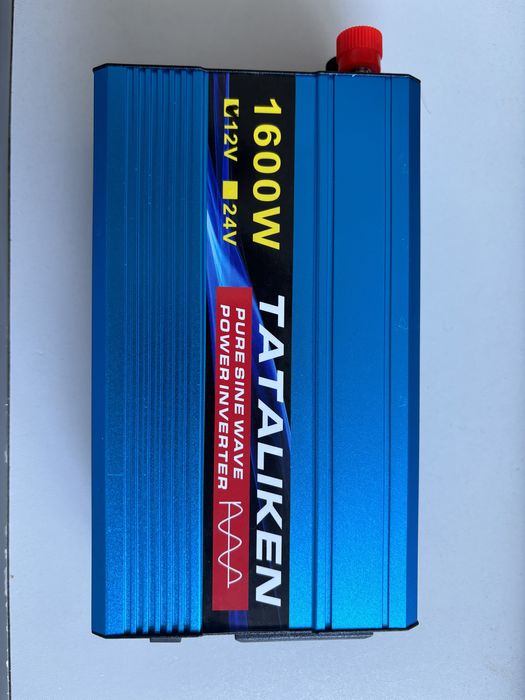 1600W
12V 24V
TATALIKEN
PURE SINE WAVE
POWER INVERTER